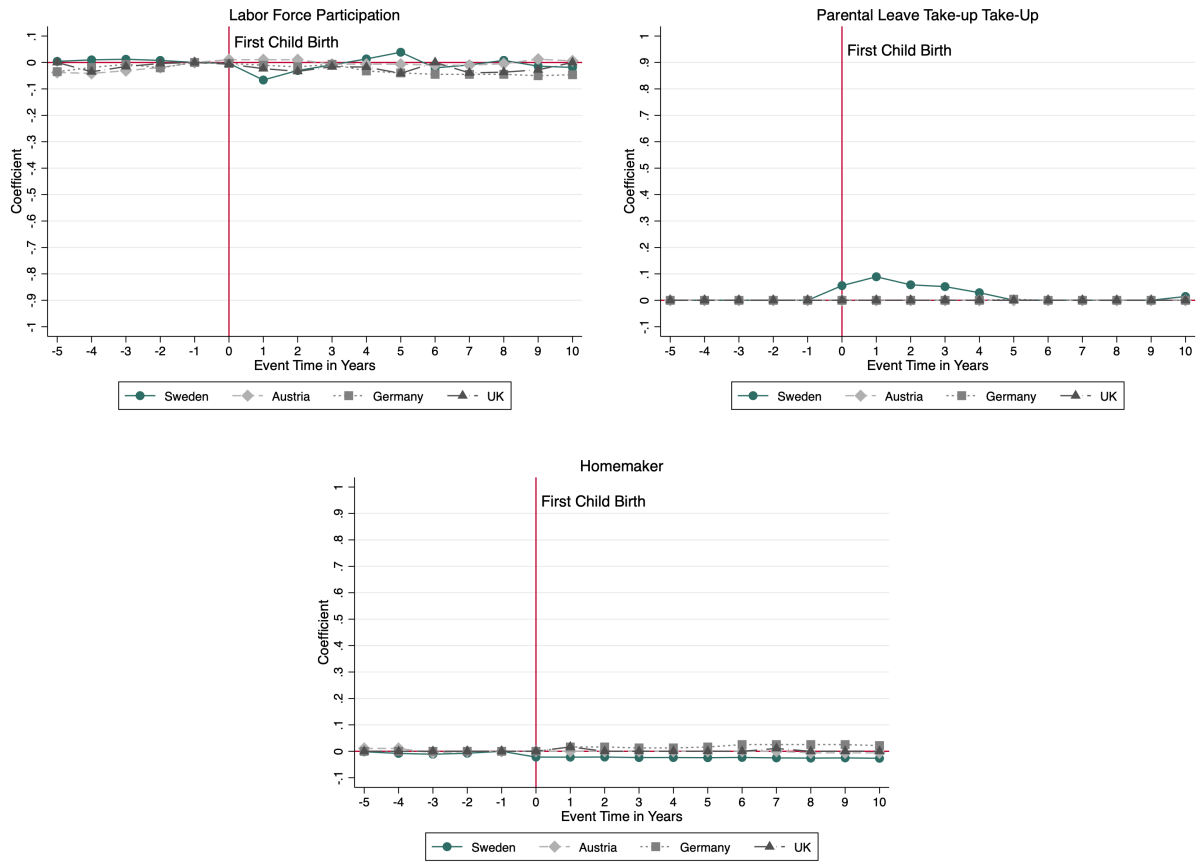 Labor Force Participation
First Child Birth
Coefficient
.1
0
-.1
-.2
-.3
-.4
-.5
-.6
-.7
-.8
-.9
-1
-5 -4 -3 -2 -1 0 1 2 3 4 5 6 7 8 9 10
Event Time in Years
Sweden Austria Germany UK
Parental Leave Take-up Take-Up
First Child Birth
Coefficient
1
.9
.8
.7
.6
.5
.4
.3
.2
.1
0
-.1
-5 -4 -3 -2 -1 0 1 2 3 4 5 6 7 8 9 10
Event Time in Years
Sweden Austria Germany UK
Homemaker
First Child Birth
Coefficient
1
.9
.8
.7
.6
.5
.4
.3
.2
.1
0
-.1
-5 -4 -3 -2 -1 0 1 2 3 4 5 6 7 8 9 10
Event Time in Years
Sweden Austria Germany UK